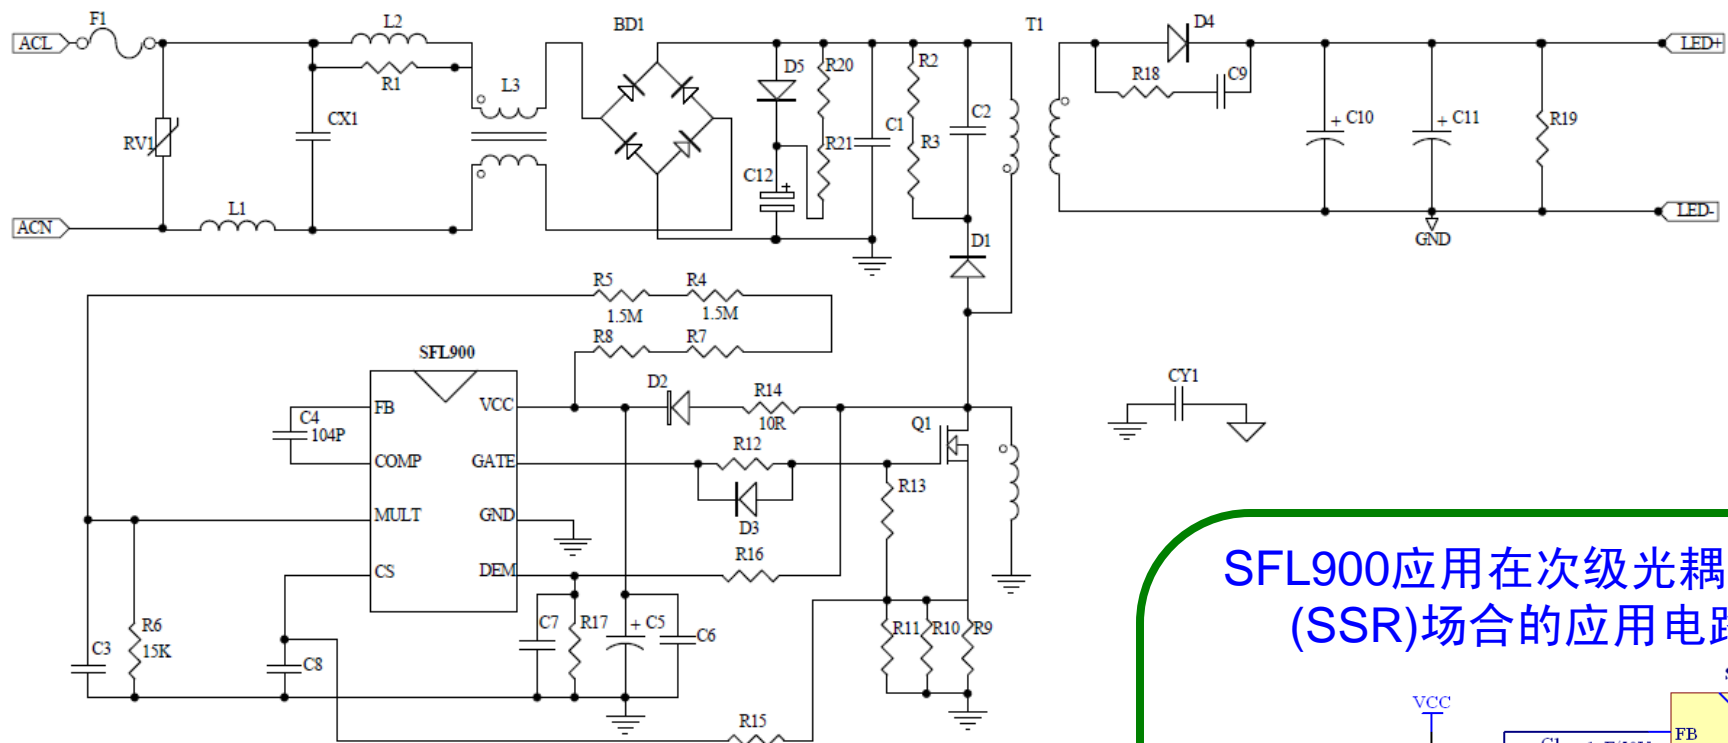 F1
L2
BD1
T1
D4
ACL
LED+
R1
L3
D5
R20
R2
R18
C9
CX1
RV1
C1
C2
C10
C11
R19
R21
R3
C12
L1
ACN
LED-
GND
D1
R5
R4
1.5M
1.5M
R8
R7
SFL900
D2
R14
CY1
FB
VCC
10R
C4
104P
Q1
R12
COMP
GATE
R13
MULT
GND
D3
R16
CS
DEM
SFL900应用在次级光耦
(SSR)场合的应用电路
C7
R17
C5
C6
R11
R10
R9
R6
15K
C3
C8
R15
VCC
FB